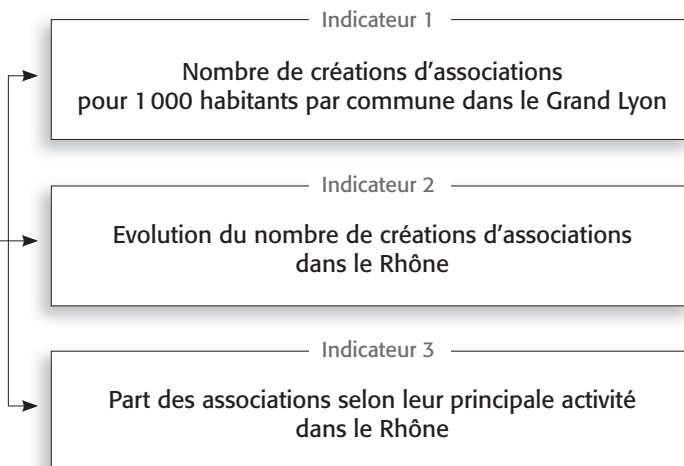 Indicateur 1
Nombre de créations d’associations
pour 1 000 habitants par commune dans le Grand Lyon
Indicateur 2
Evolution du nombre de créations d’associations
dans le Rhône
Indicateur 3
Part des associations selon leur principale activité
dans le Rhône